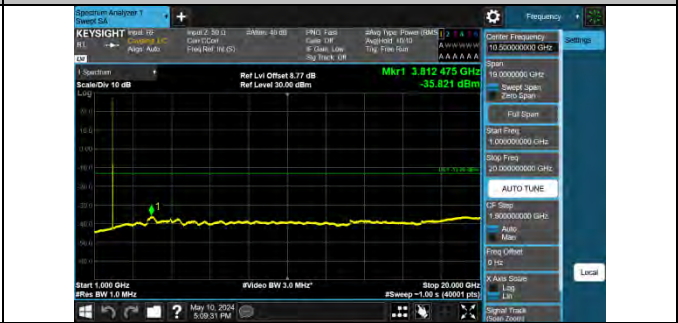 Spectrum Analyzer 1
Swept SA
+
Frequency
KEYSIGHT
Input: RF
Coupling: DC
Align: Auto
Input Z: 50 Ω
Corr CCorr
Freq Ref: Int (S)
#Atten: 40 dB
PNO: Fast
Gate: Off
IF Gain: Low
Sig Track: Off
#Avg Type: Power (RMS)
Avg|Hold: 10/10
Trig: Free Run
A W W W W W
A A A A A A
1 Spectrum
Scale/Div 10 dB
Log
Ref Lvl Offset 8.77 dB
Ref Level 30.00 dBm
Mkr1 3.812 475 GHz
-35.821 dBm
1
Start 1.000 GHz
#Res BW 1.0 MHz
#Video BW 3.0 MHz*
Stop 20.000 GHz
#Sweep ~1.00 s (40001 pts)
Center Frequency
10.500000000 GHz
Settings
Span
19.0000000 GHz
Swept Span
Zero Span
Full Span
Start Freq
1.000000000 GHz
Stop Freq
20.000000000 GHz
AUTO TUNE
CF Step
1.900000000 GHz
Auto
Man
Freq Offset
0 Hz
X Axis Scale
Log
Lin
Local
Signal Track
(Span Zoom)
?
May 10, 2024
5:09:31 PM